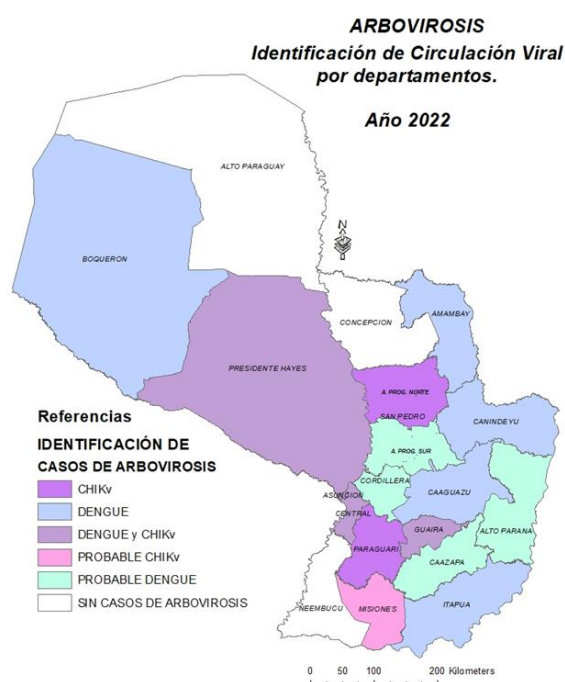 ARBOVIROSIS
Identificación de Circulación Viral
por departamentos.
Año 2022
ALTO PARAGUAY
N
BOQUERON
CONCEPCION
AMAMBAY
PRESIDENTE HAYES
A. PROG. NORTE
SAN PEDRO
CANINDEYU
A. PROG. SUR
CORDILLERA
ASUNCION
CAAGUAZU
CENTRAL
GUAIRA
ALTO PARANA
PARAGUARI
CAAZAPA
ÑEEMBUCU
MISIONES
ITAPUA
Referencias
IDENTIFICACIÓN DE
CASOS DE ARBOVIROSIS
CHIKv
DENGUE
DENGUE y CHIKv
PROBABLE CHIKv
PROBABLE DENGUE
SIN CASOS DE ARBOVIROSIS
0 50 100 200 Kilometers